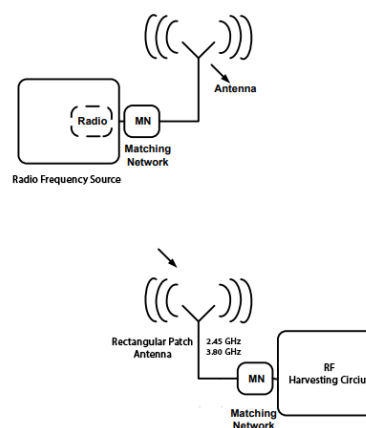 Antenna
Radio
MN
Matching
Network
Radio Frequency Source
Rectangular Patch
Antenna
2.45 GHz
3.80 GHz
RF
Harvesting Circiu
MN
Matching
Network